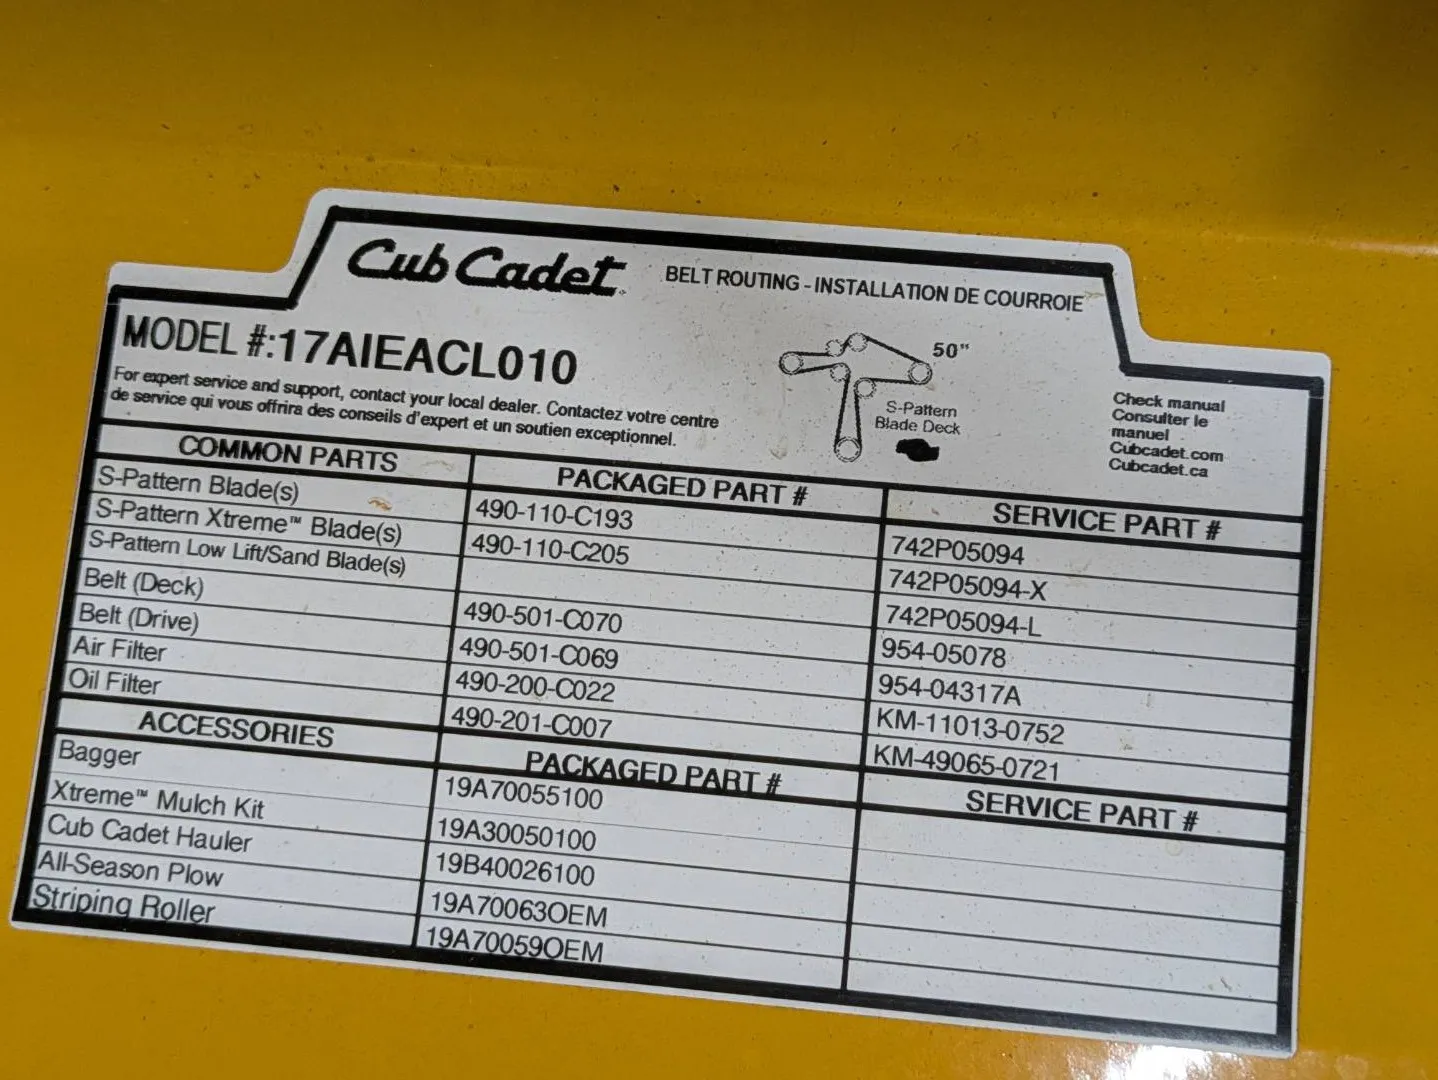 Cub Cadet
BELT ROUTING - INSTALLATION DE COURROIE
MODEL #:17AIEACL010
For expert service and support, contact your local dealer. Contactez votre centre
de service qui vous offrira des conseils d'expert et un soutien exceptionnel.
50"
S-Pattern
Blade Deck
Check manual
Consulter le
manuel
Cubcadet.com
Cubcadet.ca
COMMON PARTS PACKAGED PART # SERVICE PART #
S-Pattern Blade(s) 490-110-C193 742P05094
S-Pattern Xtreme™ Blade(s) 490-110-C205 742P05094-X
S-Pattern Low Lift/Sand Blade(s) 742P05094-L
Belt (Deck) 490-501-C070 954-05078
Belt (Drive) 490-501-C069 954-04317A
Air Filter 490-200-C022 KM-11013-0752
Oil Filter 490-201-C007 KM-49065-0721
ACCESSORIES PACKAGED PART # SERVICE PART #
Bagger 19A70055100
Xtreme™ Mulch Kit 19A30050100
Cub Cadet Hauler 19B40026100
All-Season Plow 19A70063OEM
Striping Roller 19A70059OEM